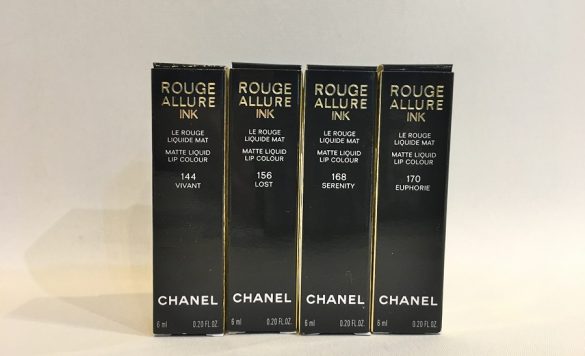 ROUGE
ALLURE
INK
LE ROUGE
LIQUIDE MAT
MATTE LIQUID
LIP COLOUR
144
VIVANT
CHANEL
6 ml 0.20 FL.OZ.
ROUGE
ALLURE
INK
LE ROUGE
LIQUIDE MAT
MATTE LIQUID
LIP COLOUR
156
LOST
CHANEL
6 ml 0.20 FL.OZ.
ROUGE
ALLURE
INK
LE ROUGE
LIQUIDE MAT
MATTE LIQUID
LIP COLOUR
168
SERENITY
CHANEL
6 ml 0.20 FL.OZ.
ROUGE
ALLURE
INK
LE ROUGE
LIQUIDE MAT
MATTE LIQUID
LIP COLOUR
170
EUPHORIE
CHANEL
6 ml 0.20 FL.OZ.